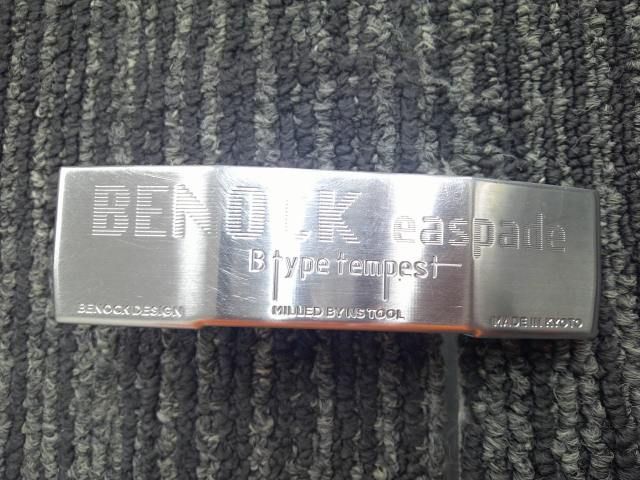 BENOCK easpade
B type tempest
BENOCK DESIGN MILLED BY NS TOOL MADE IN KYOTO